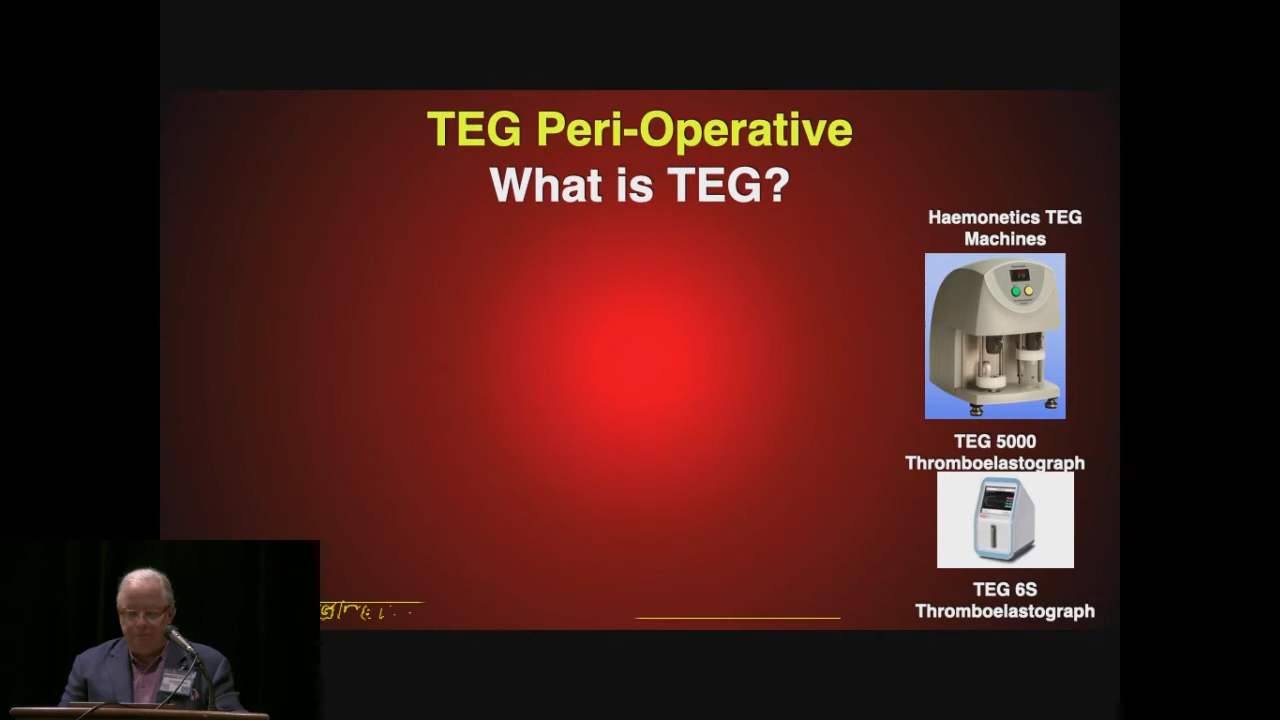 TEG Peri-Operative
What is TEG?
Haemonetics TEG
Machines
TEG 5000
Thromboelastograph
TEG 6S
Thromboelastograph